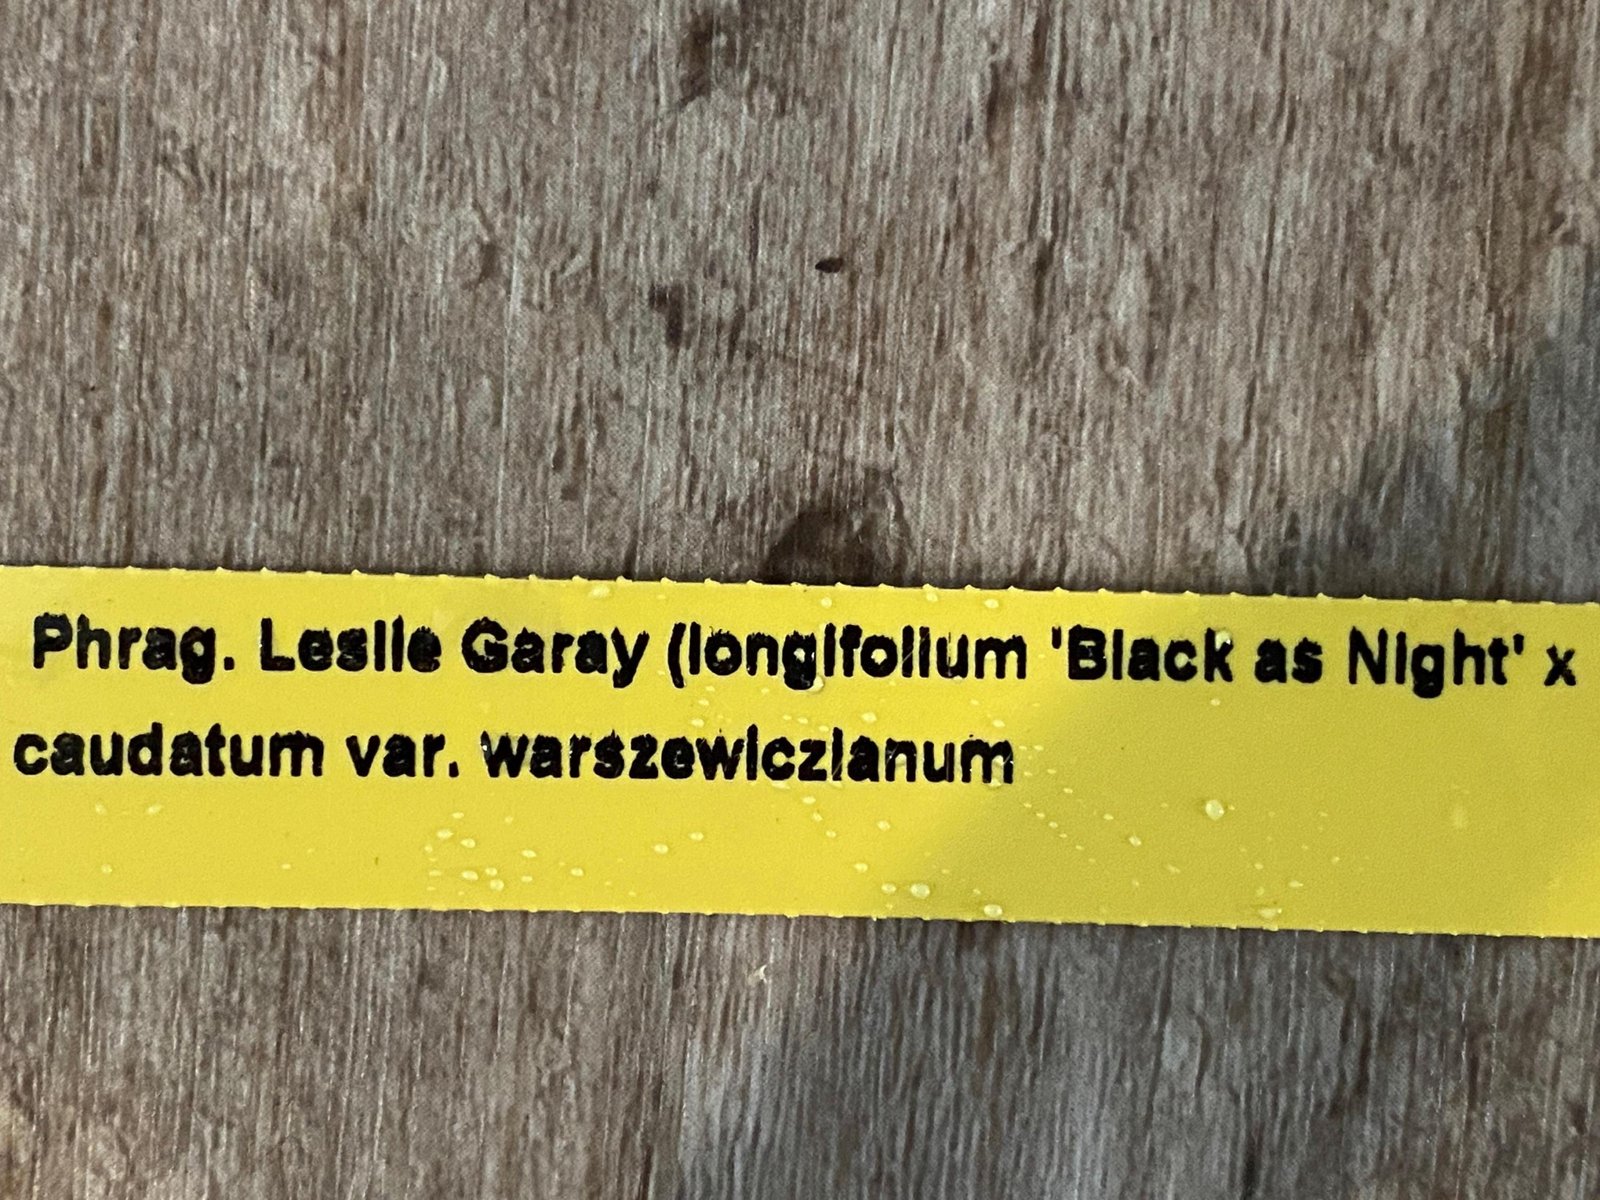 Phrag. Leslie Garay (longifolium 'Black as Night' x
caudatum var. warszewiczianum